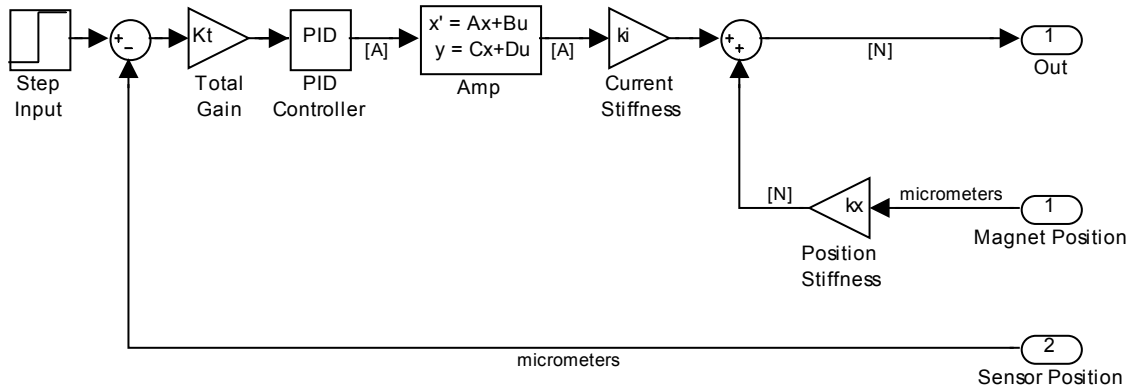 +
−
Kt
PID
[A]
x' = Ax+Bu
y = Cx+Du
[A]
ki
+
+
[N]
1
Step
Input
Total
Gain
PID
Controller
Amp
Current
Stiffness
Out
[N]
kx
micrometers
1
Magnet Position
Position
Stiffness
micrometers
2
Sensor Position